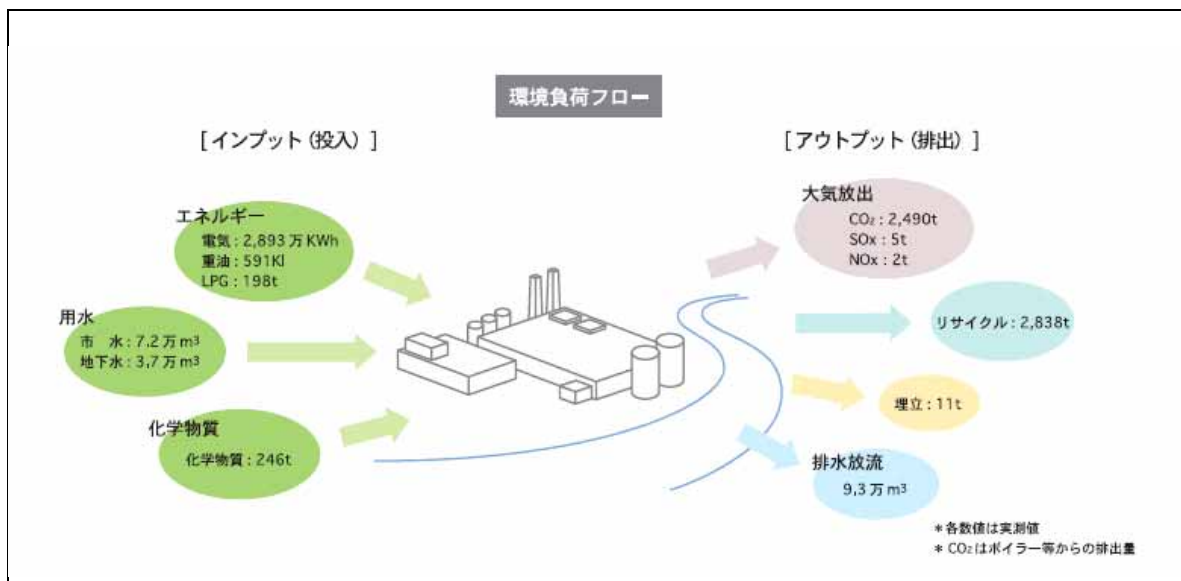 環境負荷フロー
[インプット（投入）]
エネルギー
電気：2,893万KWh
重油：591Kl
LPG：198t
用水
市　水：7.2万m³
地下水：3.7万m³
化学物質
化学物質：246t
[アウトプット（排出）]
大気放出
CO₂：2,490t
SOx：5t
NOx：2t
リサイクル：2,838t
埋立：11t
排水放流
9,3万m³
＊各数値は実測値
＊CO₂はボイラー等からの排出量